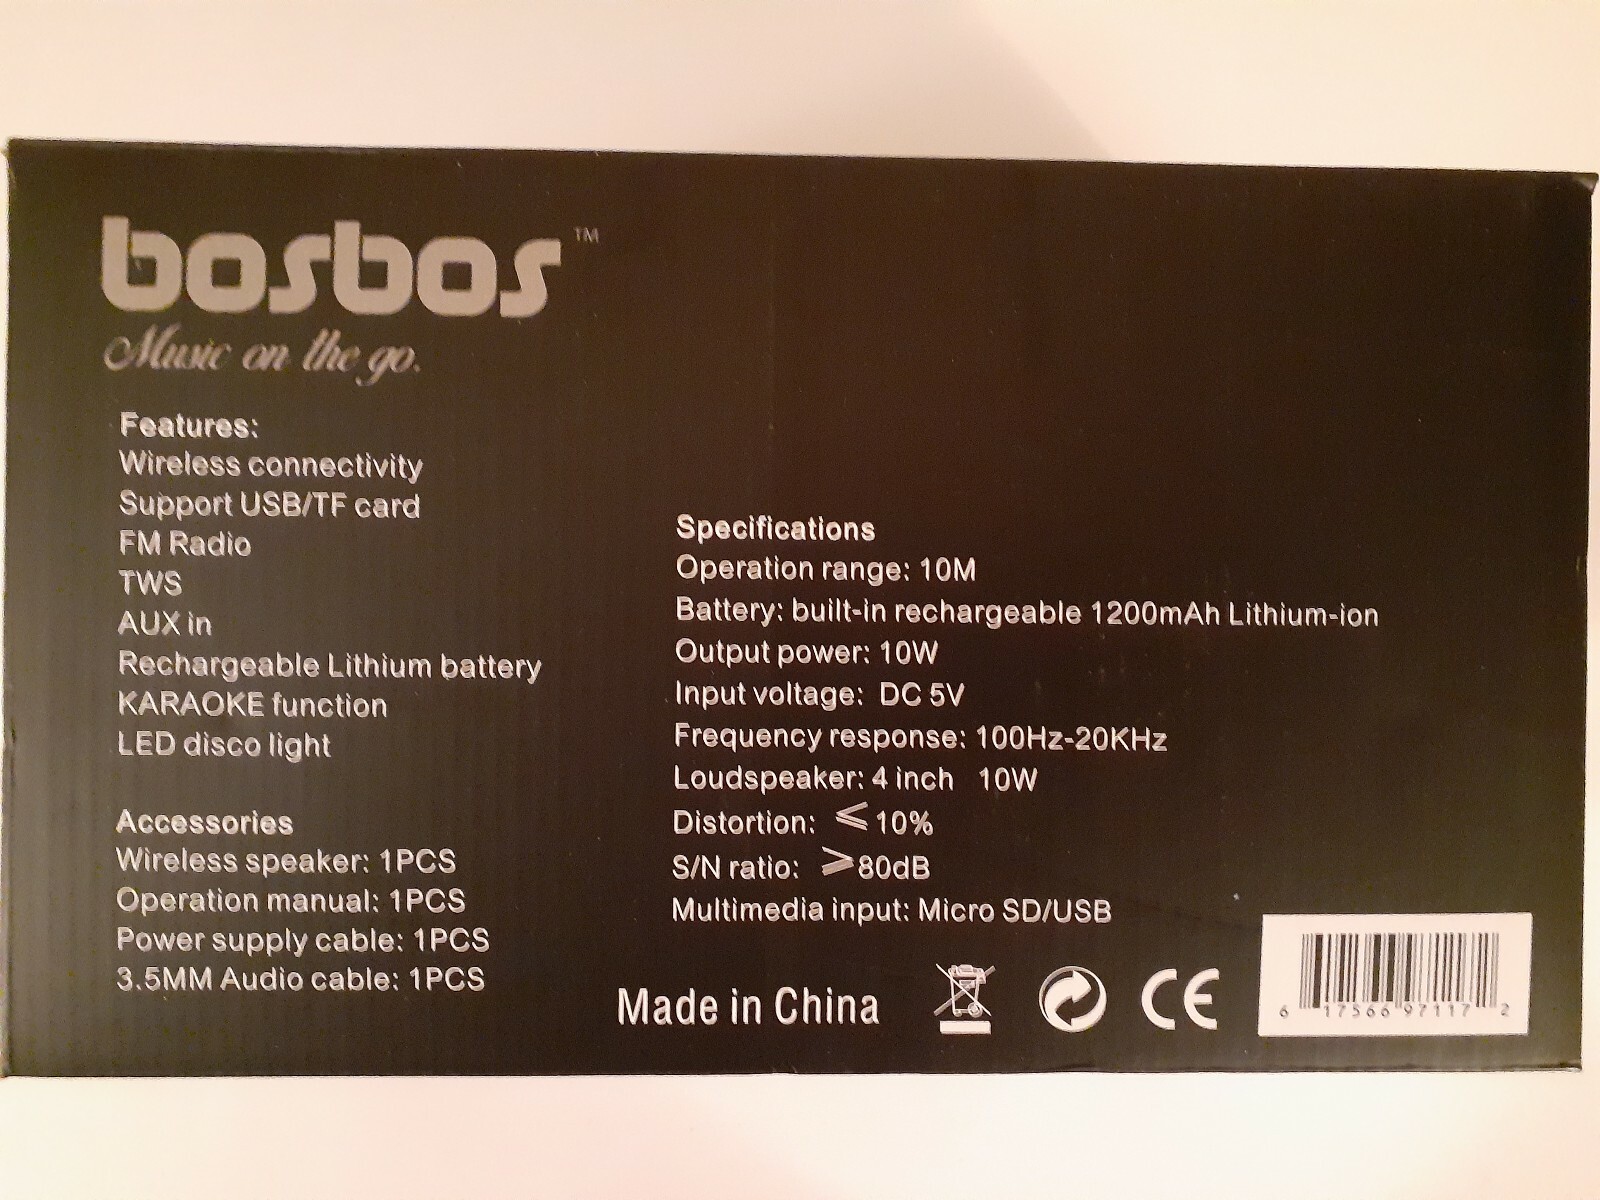 bosbos™
Music on the go.
Features:
Wireless connectivity
Support USB/TF card
FM Radio
TWS
AUX in
Rechargeable Lithium battery
KARAOKE function
LED disco light
Accessories
Wireless speaker: 1PCS
Operation manual: 1PCS
Power supply cable: 1PCS
3.5MM Audio cable: 1PCS
Specifications
Operation range: 10M
Battery: built-in rechargeable 1200mAh Lithium-ion
Output power: 10W
Input voltage: DC 5V
Frequency response: 100Hz-20KHz
Loudspeaker: 4 inch 10W
Distortion: ⩽10%
S/N ratio: ⩾80dB
Multimedia input: Micro SD/USB
Made in China
CE
6 17566 97117 2